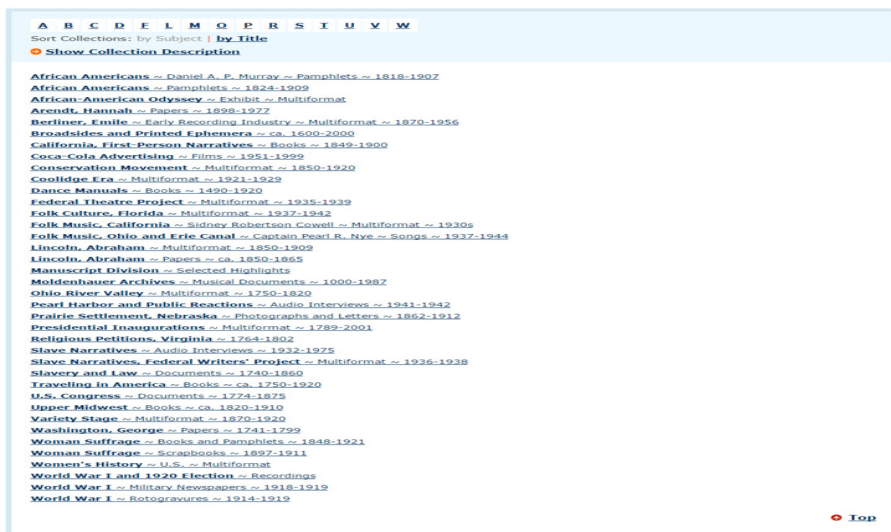 A B C D F L M O P R S T U V W
Sort Collections: by Subject | by Title
Show Collection Description
African Americans ~ Daniel A. P. Murray ~ Pamphlets ~ 1818-1907
African Americans ~ Pamphlets ~ 1824-1909
African-American Odyssey ~ Exhibit ~ Multiformat
Arendt, Hannah ~ Papers ~ 1898-1977
Berliner, Emile ~ Early Recording Industry ~ Multiformat ~ 1870-1956
Broadsides and Printed Ephemera ~ ca. 1600-2000
California, First-Person Narratives ~ Books ~ 1849-1900
Coca-Cola Advertising ~ Films ~ 1951-1999
Conservation Movement ~ Multiformat ~ 1850-1920
Coolidge Era ~ Multiformat ~ 1921-1929
Dance Manuals ~ Books ~ 1490-1920
Federal Theatre Project ~ Multiformat ~ 1935-1939
Folk Culture, Florida ~ Multiformat ~ 1937-1942
Folk Music, California ~ Sidney Robertson Cowell ~ Multiformat ~ 1930s
Folk Music, Ohio and Erie Canal ~ Captain Pearl R. Nye ~ Songs ~ 1937-1944
Lincoln, Abraham ~ Multiformat ~ 1850-1909
Lincoln, Abraham ~ Papers ~ ca. 1850-1865
Manuscript Division ~ Selected Highlights
Moldenhauer Archives ~ Musical Documents ~ 1000-1987
Ohio River Valley ~ Multiformat ~ 1750-1820
Pearl Harbor and Public Reactions ~ Audio Interviews ~ 1941-1942
Prairie Settlement, Nebraska ~ Photographs and Letters ~ 1862-1912
Presidential Inaugurations ~ Multiformat ~ 1789-2001
Religious Petitions, Virginia ~ 1764-1802
Slave Narratives ~ Audio Interviews ~ 1932-1975
Slave Narratives, Federal Writers' Project ~ Multiformat ~ 1936-1938
Slavery and Law ~ Documents ~ 1740-1860
Traveling in America ~ Books ~ ca. 1750-1920
U.S. Congress ~ Documents ~ 1774-1875
Upper Midwest ~ Books ~ ca. 1820-1910
Variety Stage ~ Multiformat ~ 1870-1920
Washington, George ~ Papers ~ 1741-1799
Woman Suffrage ~ Books and Pamphlets ~ 1848-1921
Woman Suffrage ~ Scrapbooks ~ 1897-1911
Women's History ~ U.S. ~ Multiformat
World War I and 1920 Election ~ Recordings
World War I ~ Military Newspapers ~ 1918-1919
World War I ~ Rotogravures ~ 1914-1919
Top